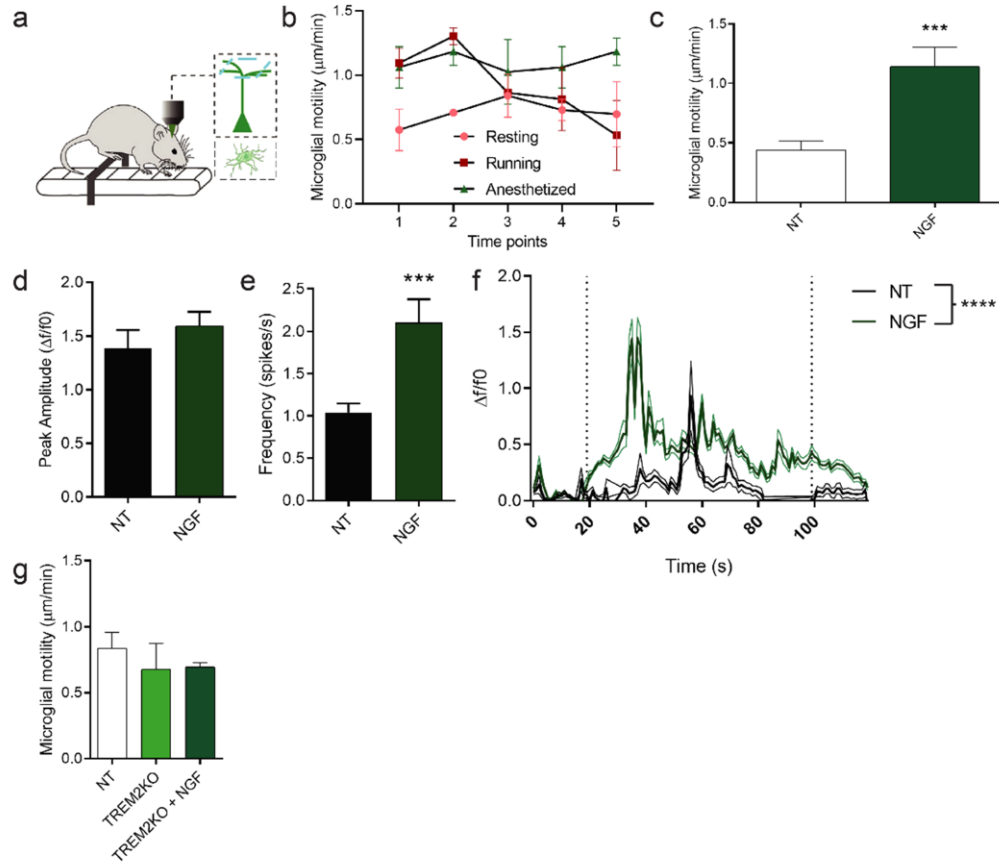 a
b
Microglial motility (μm/min)
1.5
1.0
0.5
0.0
Resting
Running
Anesthetized
1 2 3 4 5
Time points
c
Microglial motility (μm/min)
1.5
1.0
0.5
0.0
***
NT
NGF
d
Peak Amplitude (Δf/f0)
2.0
1.5
1.0
0.5
0.0
NT
NGF
e
Frequency (spikes/s)
2.5
2.0
1.5
1.0
0.5
0.0
***
NT
NGF
f
Δf/f0
2.0
1.5
1.0
0.5
0.0
0 20 40 60 80 100
Time (s)
NT
NGF
****
g
Microglial motility (μm/min)
1.5
1.0
0.5
0.0
NT
TREM2KO
TREM2KO + NGF